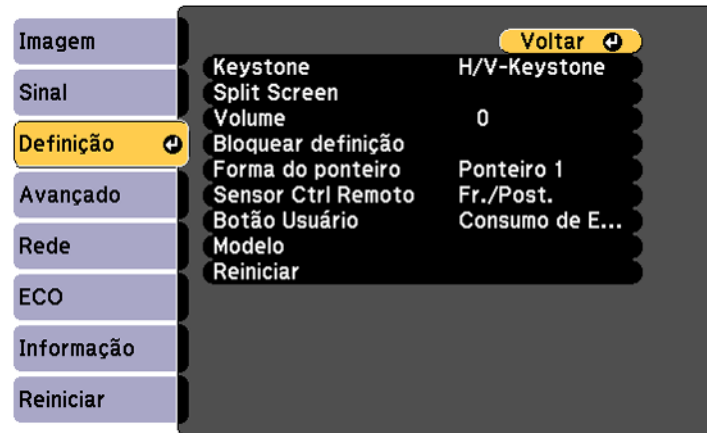 Imagem
Sinal
Definição
Avançado
Rede
ECO
Informação
Reiniciar
Voltar
Keystone H/V-Keystone
Split Screen
Volume 0
Bloquear definição
Forma do ponteiro Ponteiro 1
Sensor Ctrl Remoto Fr./Post.
Botão Usuário Consumo de E...
Modelo
Reiniciar